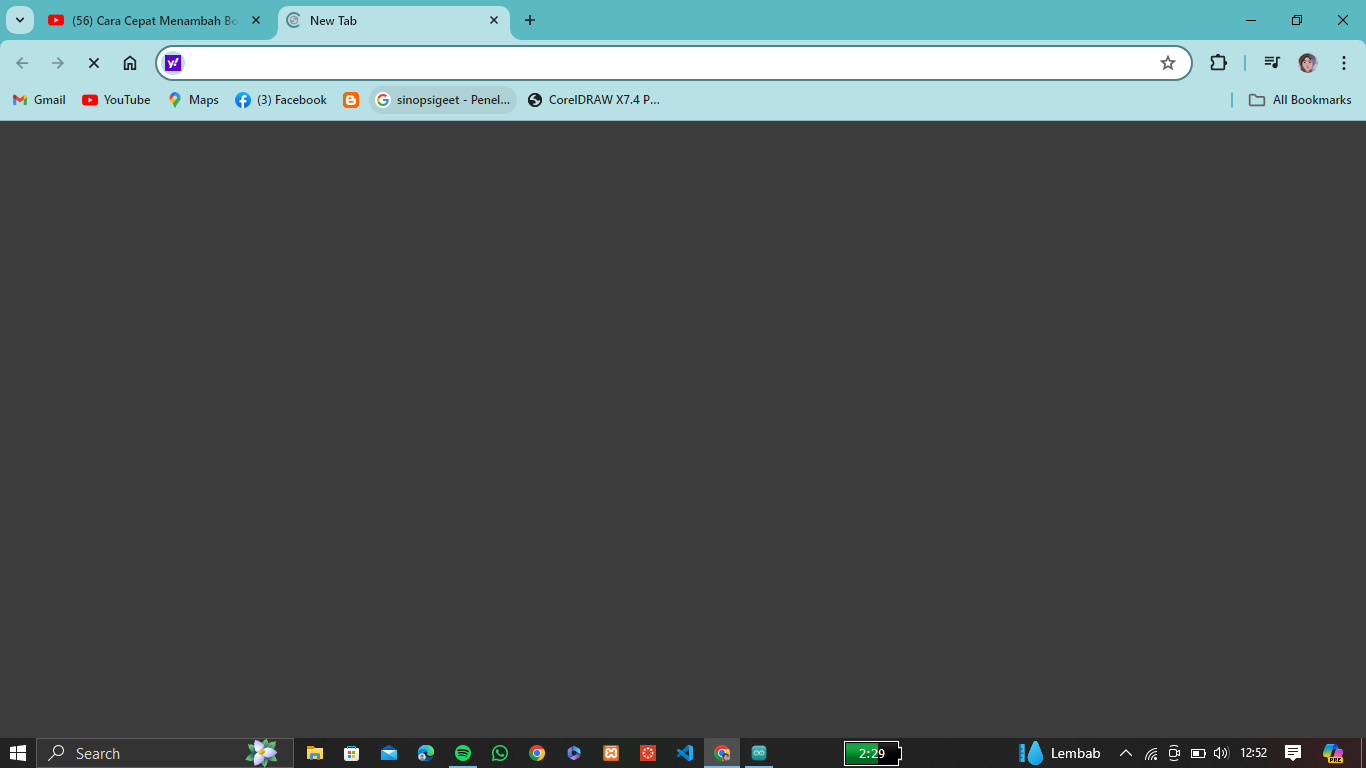 (56) Cara Cepat Menambah Bo
New Tab
y!
Gmail
YouTube
Maps
(3) Facebook
sinopsigeet - Penel...
CorelDRAW X7.4 P...
All Bookmarks
Search
2:29
Lembab
12:52
PRE